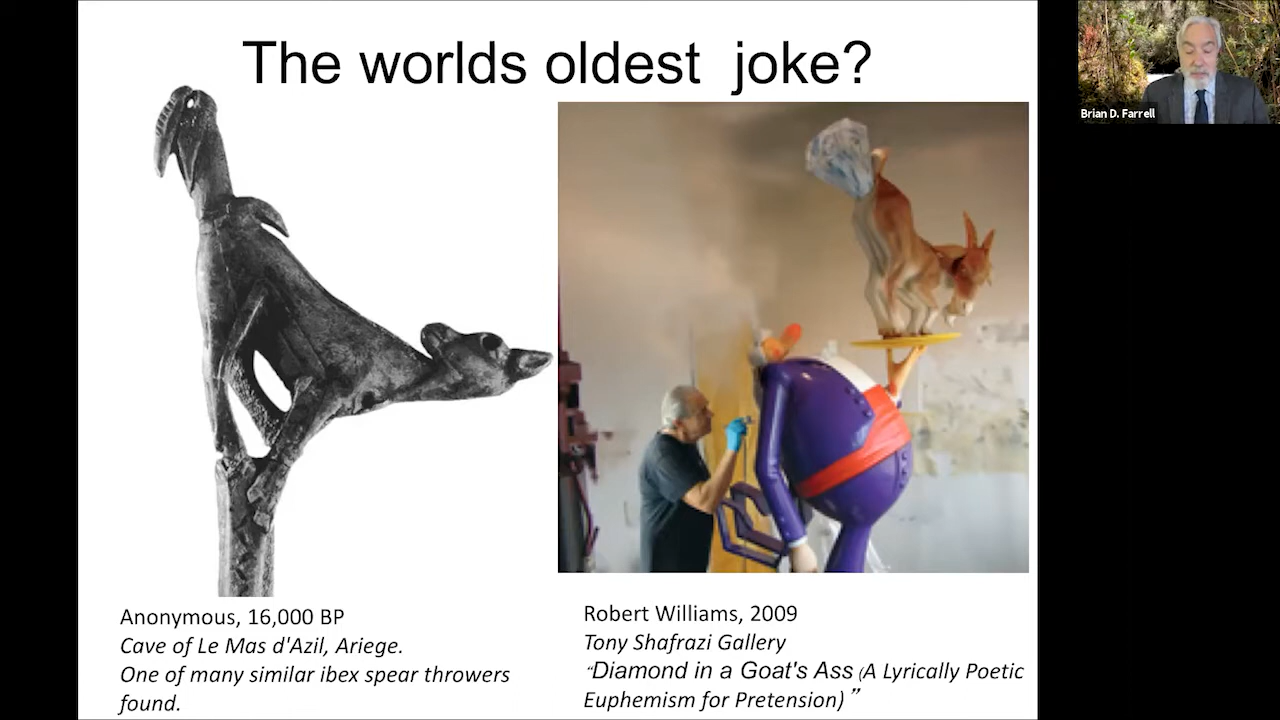 The worlds oldest  joke?
Brian D. Farrell
Anonymous, 16,000 BP
Cave of Le Mas d'Azil, Ariege.
One of many similar ibex spear throwers
found.
Robert Williams, 2009
Tony Shafrazi Gallery
“Diamond in a Goat's Ass (A Lyrically Poetic
Euphemism for Pretension) ”